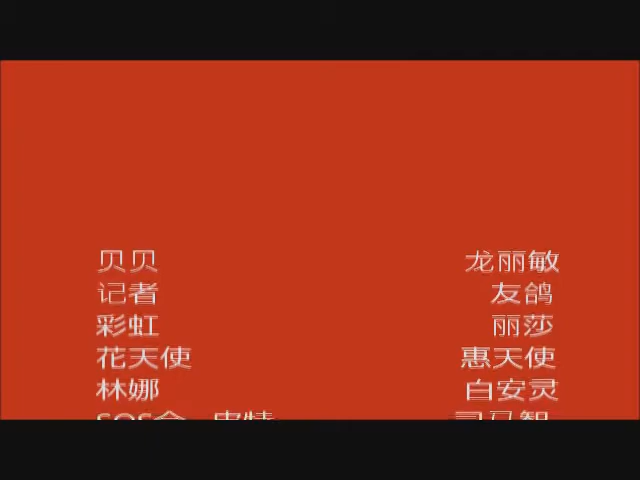 贝贝 龙丽敏
记者 友鸽
彩虹 丽莎
花天使 惠天使
林娜 白安灵